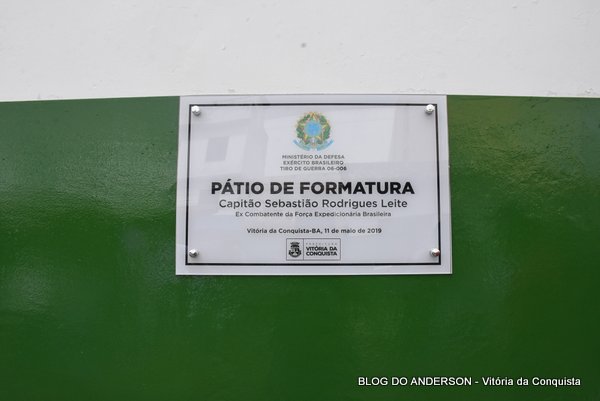 MINISTÉRIO DA DEFESA
EXÉRCITO BRASILEIRO
TIRO DE GUERRA 06-006
PÁTIO DE FORMATURA
Capitão Sebastião Rodrigues Leite
Ex Combatente da Força Expedicionária Brasileira
Vitória da Conquista-BA, 11 de maio de 2019
PREFEITURA
VITÓRIA DA
CONQUISTA
BLOG DO ANDERSON - Vitória da Conquista